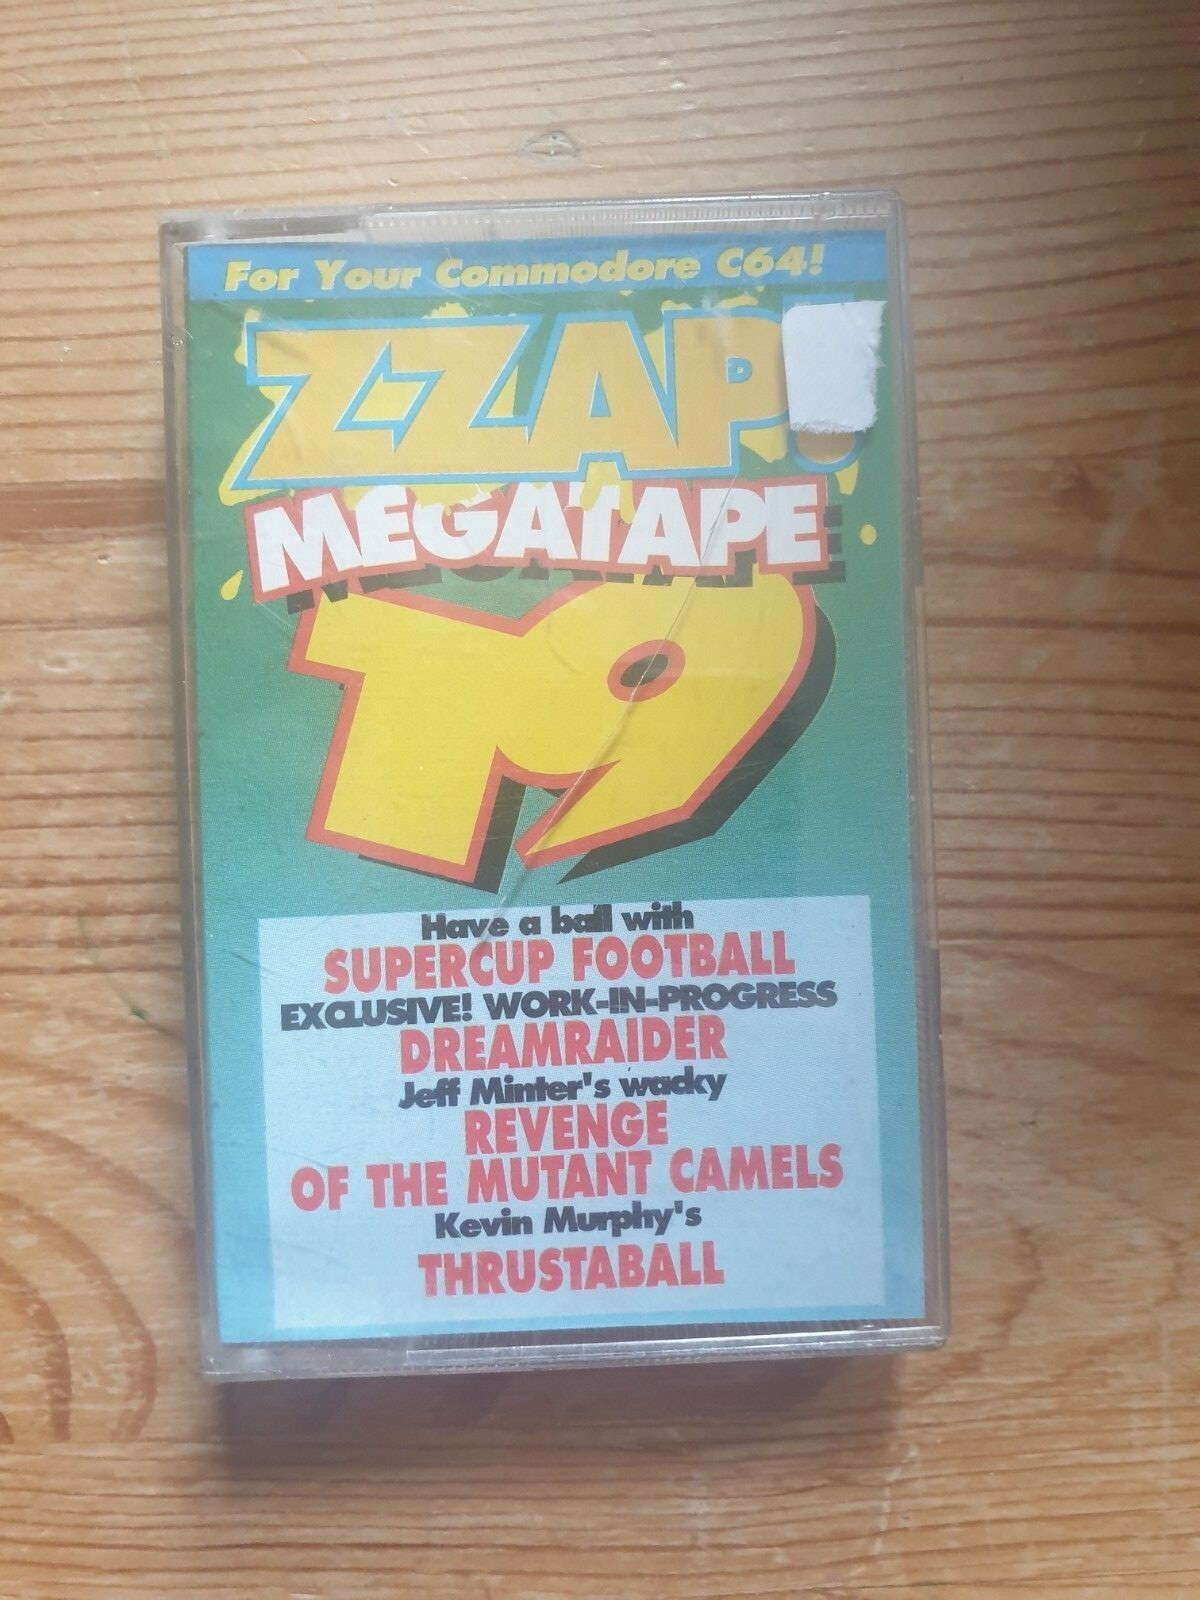 For Your Commodore C64!
ZZAP!
MEGATAPE
19
Have a ball with
SUPERCUP FOOTBALL
EXCLUSIVE! WORK-IN-PROGRESS
DREAMRAIDER
Jeff Minter's wacky
REVENGE
OF THE MUTANT CAMELS
Kevin Murphy's
THRUSTABALL